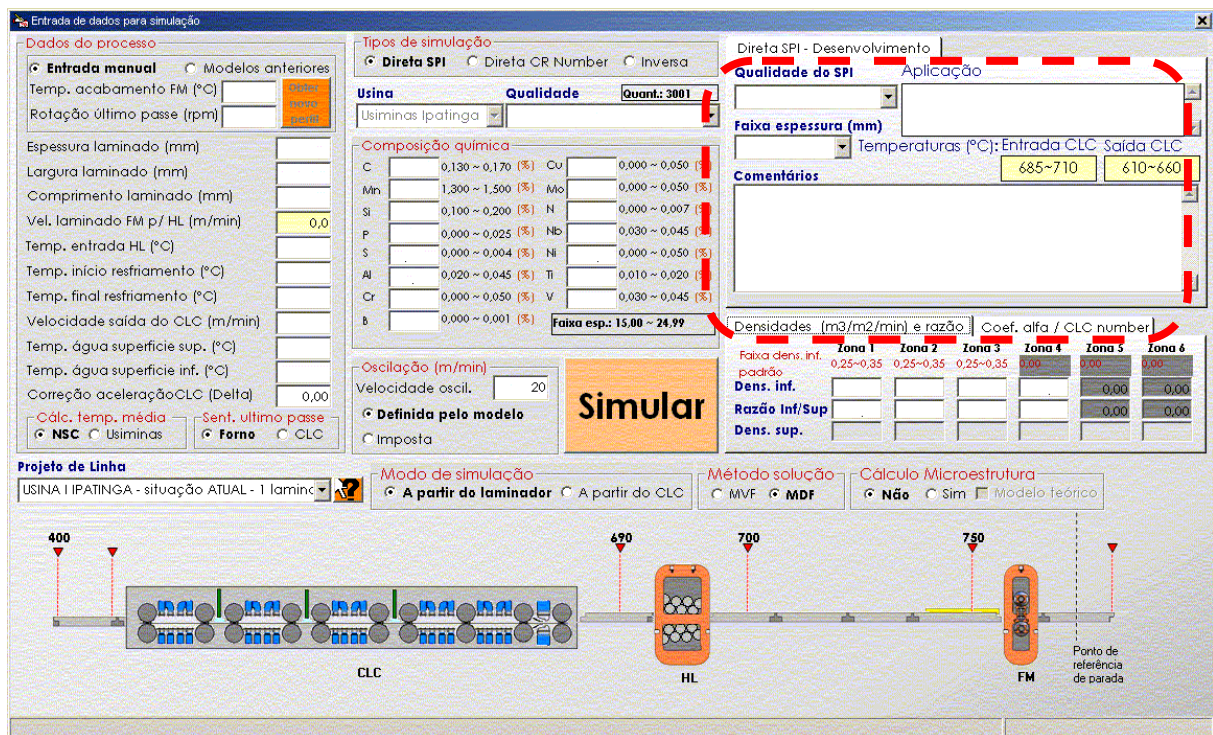 Entrada de dados para simulação
Dados do processo
Entrada manual Modelos anteriores
Temp. acabamento FM (°C)
Rotação último passe (rpm)
Espessura laminado (mm)
Largura laminado (mm)
Comprimento laminado (mm)
Vel. laminado FM p/ HL (m/min) 0,0
Temp. entrada HL (°C)
Temp. início resfriamento (°C)
Temp. final resfriamento (°C)
Velocidade saída do CLC (m/min)
Temp. água superficie sup. (°C)
Temp. água superficie inf. (°C)
Correção aceleraçãoCLC (Delta) 0,00
Cálc. temp. média
NSC Usiminas
Sent. ultimo passe
Forno CLC
Tipos de simulação
Direta SPI Direta CR Number Inversa
Usina Qualidade Quant.: 3001
Usiminas Ipatinga
Composição química
C 0,130 ~ 0,170 (%) Cu 0,000 ~ 0,050 (%)
Mn 1,300 ~ 1,500 (%) Mo 0,000 ~ 0,050 (%)
Si 0,100 ~ 0,200 (%) N 0,000 ~ 0,007 (%)
P 0,000 ~ 0,025 (%) Nb 0,030 ~ 0,045 (%)
S 0,000 ~ 0,004 (%) Ni 0,000 ~ 0,050 (%)
Al 0,020 ~ 0,045 (%) Ti 0,010 ~ 0,020 (%)
Cr 0,000 ~ 0,050 (%) V 0,030 ~ 0,045 (%)
B 0,000 ~ 0,001 (%) Faixa esp.: 15,00 ~ 24,99
Oscilação (m/min)
Velocidade oscil. 20
Definida pelo modelo
Imposta
Simular
Direta SPI - Desenvolvimento
Qualidade do SPI Aplicação
Faixa espessura (mm)
Temperaturas (°C): Entrada CLC Saída CLC
685~710 610~660
Comentários
Densidades (m3/m2/min) e razão Coef. alfa / CLC number
Zona 1 Zona 2 Zona 3 Zona 4 Zona 5 Zona 6
Faixa dens. inf. padrão 0,25~0,35 0,25~0,35 0,25~0,35 0,00 0,00 0,00
Dens. inf. 0,00 0,00
Razão Inf/Sup 0,00 0,00
Dens. sup.
Projeto de Linha
USINA I IPATINGA - situação ATUAL - 1
Modo de simulação
A partir do laminador A partir do CLC
Método solução
MVF MDF
Cálculo Microestrutura
Não Sim Modelo teórico
400 690 700 750
CLC
HL
FM
Ponto de
referência
de parada